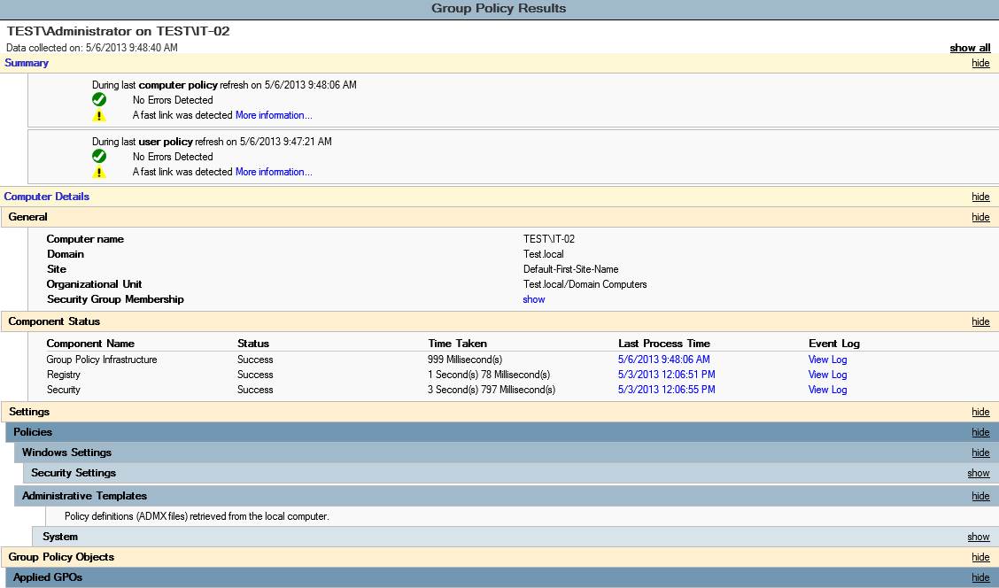 Group Policy Results
TEST\Administrator on TEST\IT-02
Data collected on: 5/6/2013 9:48:40 AM show all
Summary hide
During last computer policy refresh on 5/6/2013 9:48:06 AM
No Errors Detected
A fast link was detected More information...
During last user policy refresh on 5/6/2013 9:47:21 AM
No Errors Detected
A fast link was detected More information...
Computer Details hide
General hide
Computer name TEST\IT-02
Domain Test.local
Site Default-First-Site-Name
Organizational Unit Test.local/Domain Computers
Security Group Membership show
Component Status hide
Component Name Status Time Taken Last Process Time Event Log
Group Policy Infrastructure Success 999 Millisecond(s) 5/6/2013 9:48:06 AM View Log
Registry Success 1 Second(s) 78 Millisecond(s) 5/3/2013 12:06:51 PM View Log
Security Success 3 Second(s) 797 Millisecond(s) 5/3/2013 12:06:55 PM View Log
Settings hide
Policies hide
Windows Settings hide
Security Settings show
Administrative Templates hide
Policy definitions (ADMX files) retrieved from the local computer.
System show
Group Policy Objects hide
Applied GPOs hide